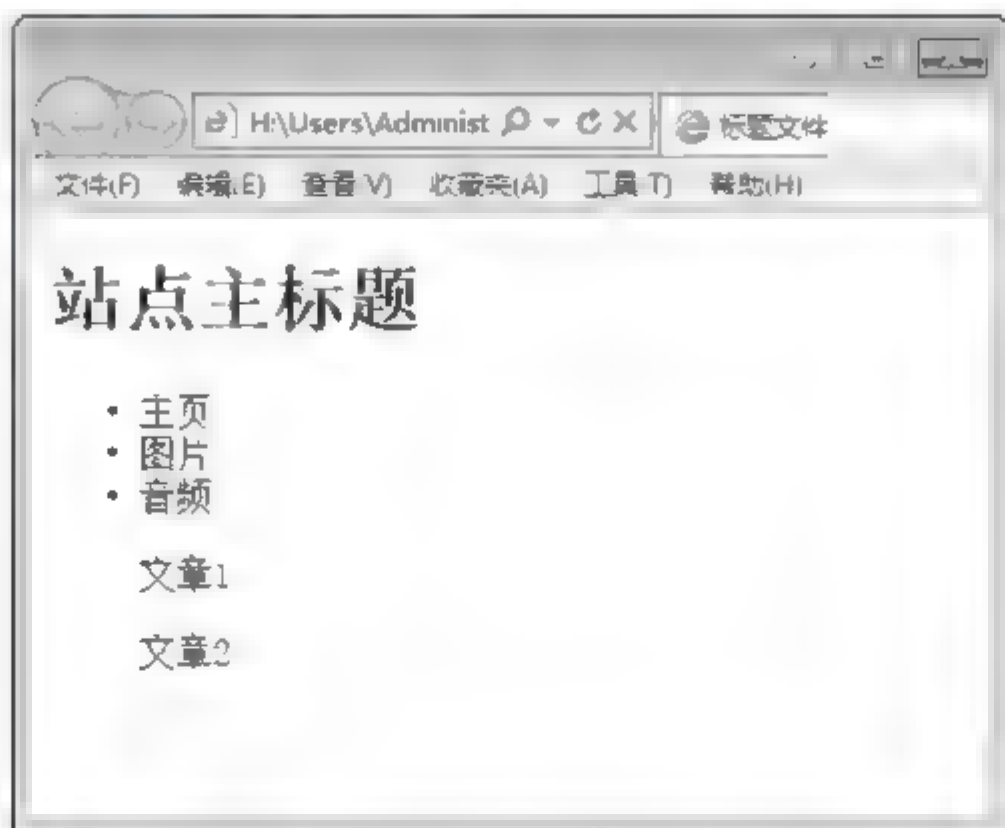 H:\Users\Administ 标题文件
文件(F) 编辑(E) 查看(V) 收藏夹(A) 工具(T) 帮助(H)
站点主标题
• 主页
• 图片
• 音频
文章1
文章2